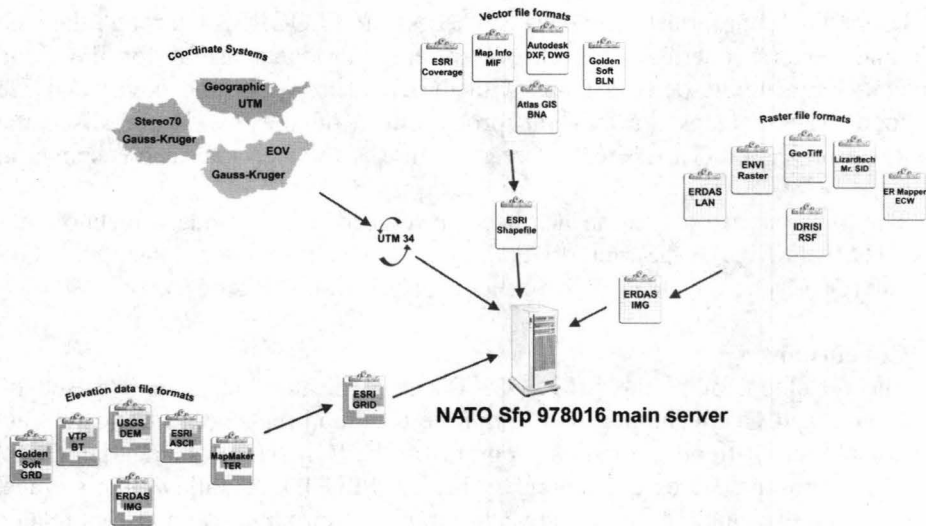 Vector file formats
ESRI
Coverage
Map Info
MIF
Autodesk
DXF, DWG
Golden
Soft
BLN
Atlas GIS
BNA
Coordinate Systems
Geographic
UTM
Stereo70
Gauss-Kruger
EOV
Gauss-Kruger
Raster file formats
ERDAS
LAN
ENVI
Raster
GeoTiff
Lizardtech
Mr. SID
ER Mapper
ECW
IDRISI
RSF
ESRI
Shapefile
UTM 34
ERDAS
IMG
Elevation data file formats
Golden
Soft
GRD
VTP
BT
USGS
DEM
ESRI
ASCII
MapMaker
TER
ERDAS
IMG
ESRI
GRID
NATO Sfp 978016 main server